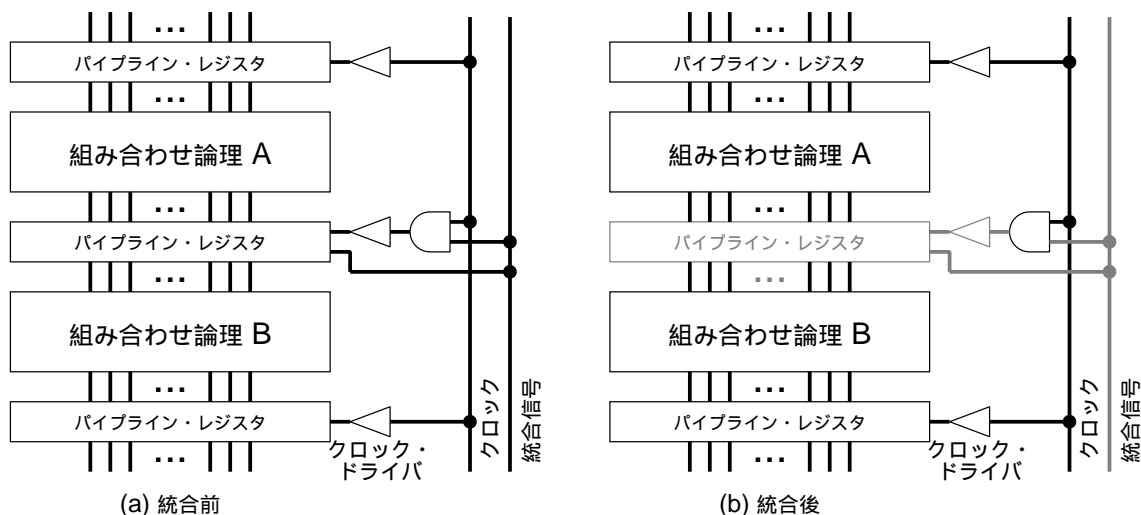 ...
パイプライン・レジスタ
...
組み合わせ論理 A
...
パイプライン・レジスタ
...
組み合わせ論理 B
...
パイプライン・レジスタ
...
クロック・
ドライバ
クロック
統合信号
(a) 統合前
...
パイプライン・レジスタ
...
組み合わせ論理 A
...
パイプライン・レジスタ
...
組み合わせ論理 B
...
パイプライン・レジスタ
...
クロック・
ドライバ
クロック
統合信号
(b) 統合後